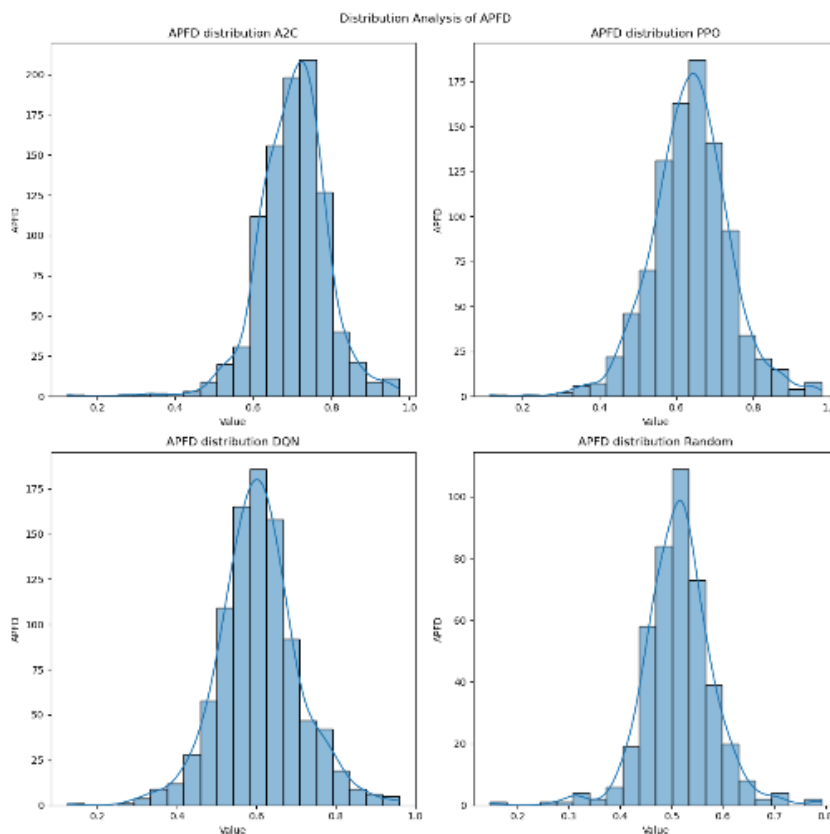 Distribution Analysis of APFD
APFD distribution A2C
APFD distribution PPO
200
175
150
125
100
75
50
25
0
APFD
0.2 0.4 0.6 0.8 1.0
Value
175
150
125
100
75
50
25
0
APFD
0.2 0.4 0.6 0.8
Value
APFD distribution DQN
APFD distribution Random
175
150
125
100
75
50
25
0
APFD
0.2 0.4 0.6 0.8 1.0
Value
100
80
60
40
20
0
APFD
0.2 0.3 0.4 0.5 0.6 0.7 0.8
Value